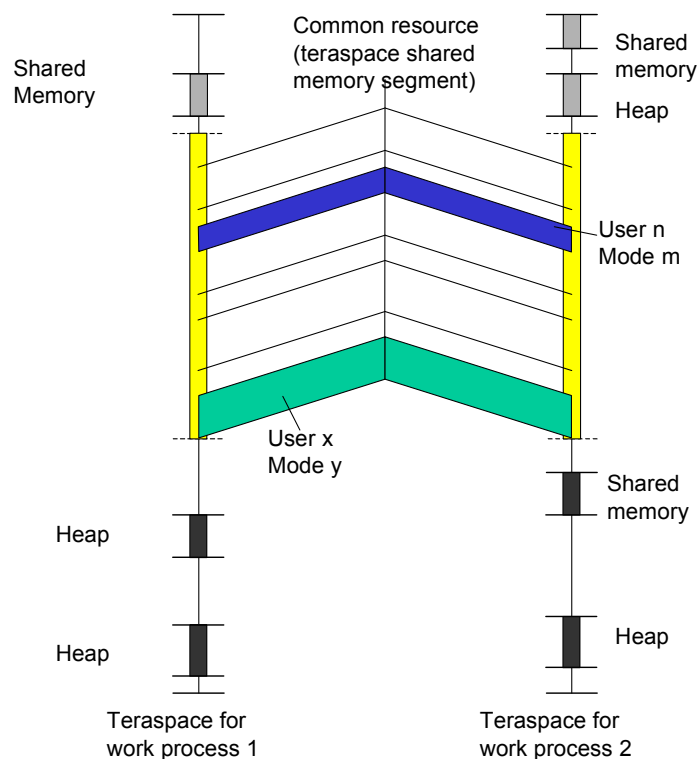 Common resource
(teraspace shared
memory segment)
Shared
Memory
Shared
memory
Heap
User n
Mode m
User x
Mode y
Shared
memory
Heap
Heap
Heap
Teraspace for
work process 1
Teraspace for
work process 2